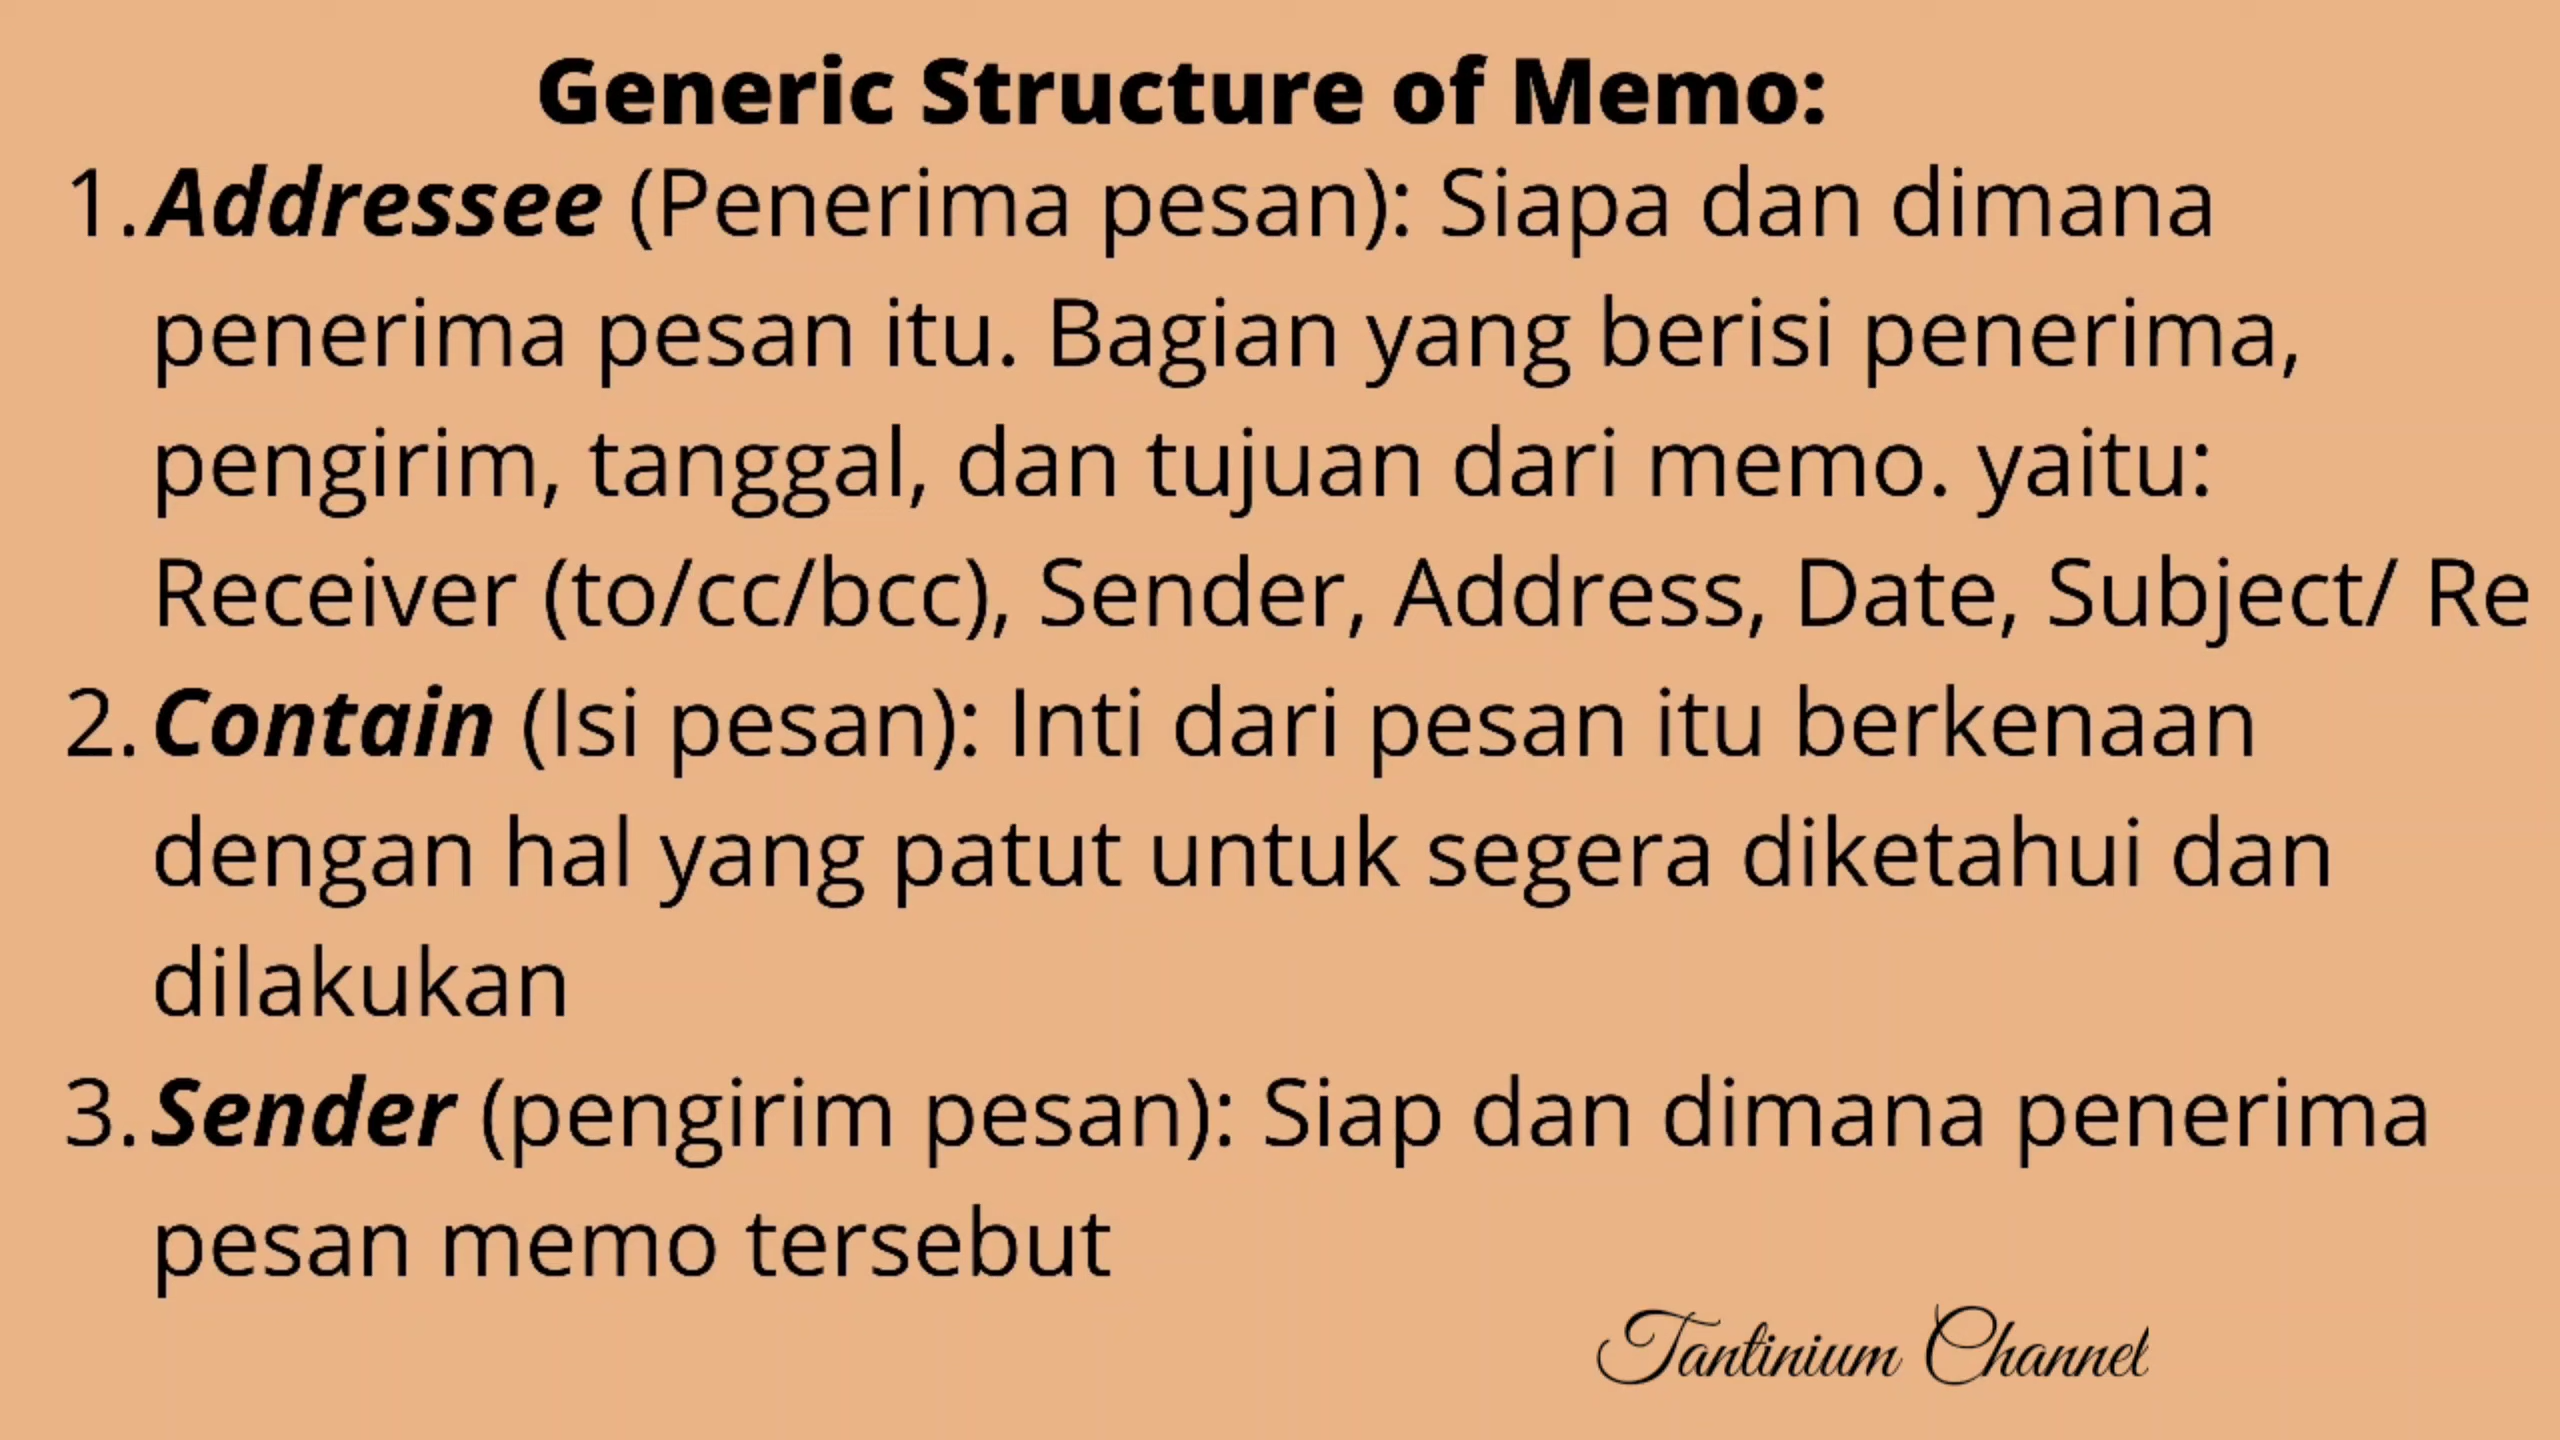 Generic Structure of Memo:
1. Addressee (Penerima pesan): Siapa dan dimana
penerima pesan itu. Bagian yang berisi penerima,
pengirim, tanggal, dan tujuan dari memo. yaitu:
Receiver (to/cc/bcc), Sender, Address, Date, Subject/ Re
2. Contain (Isi pesan): Inti dari pesan itu berkenaan
dengan hal yang patut untuk segera diketahui dan
dilakukan
3. Sender (pengirim pesan): Siap dan dimana penerima
pesan memo tersebut
Tantinium Channel